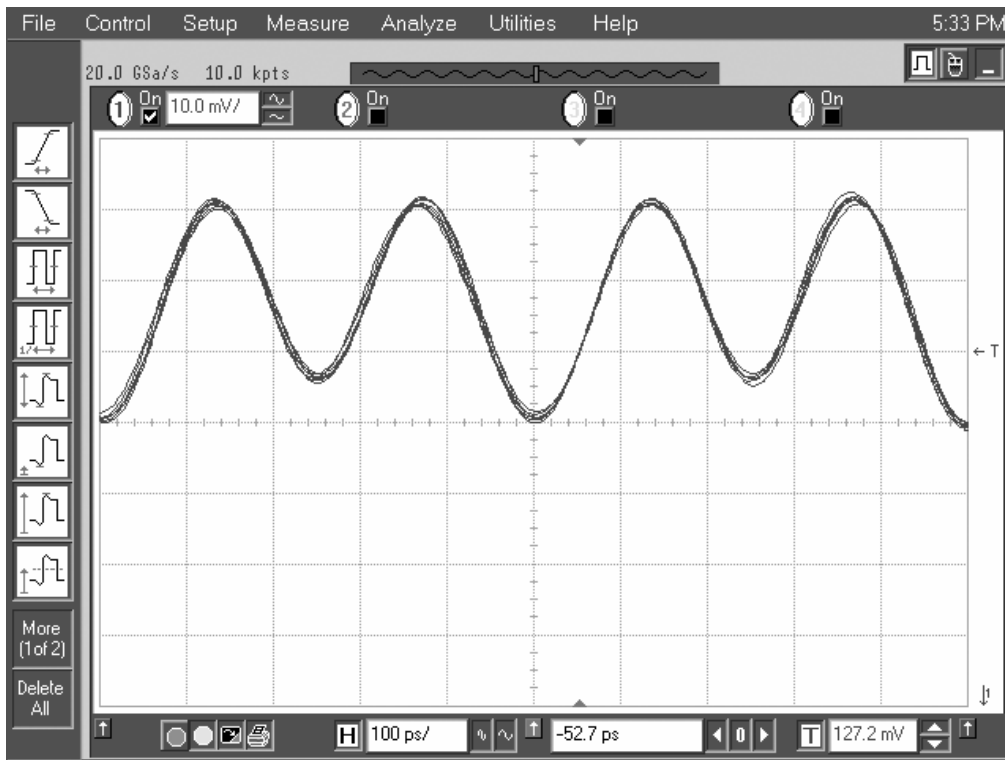 File Control Setup Measure Analyze Utilities Help 5:33 PM
20.0 GSa/s 10.0 kpts
1 On 10.0 mV/ 2 On 3 On 4 On
T
1/
More
(1 of 2)
Delete
All
H 100 ps/ -52.7 ps 0 T 127.2 mV